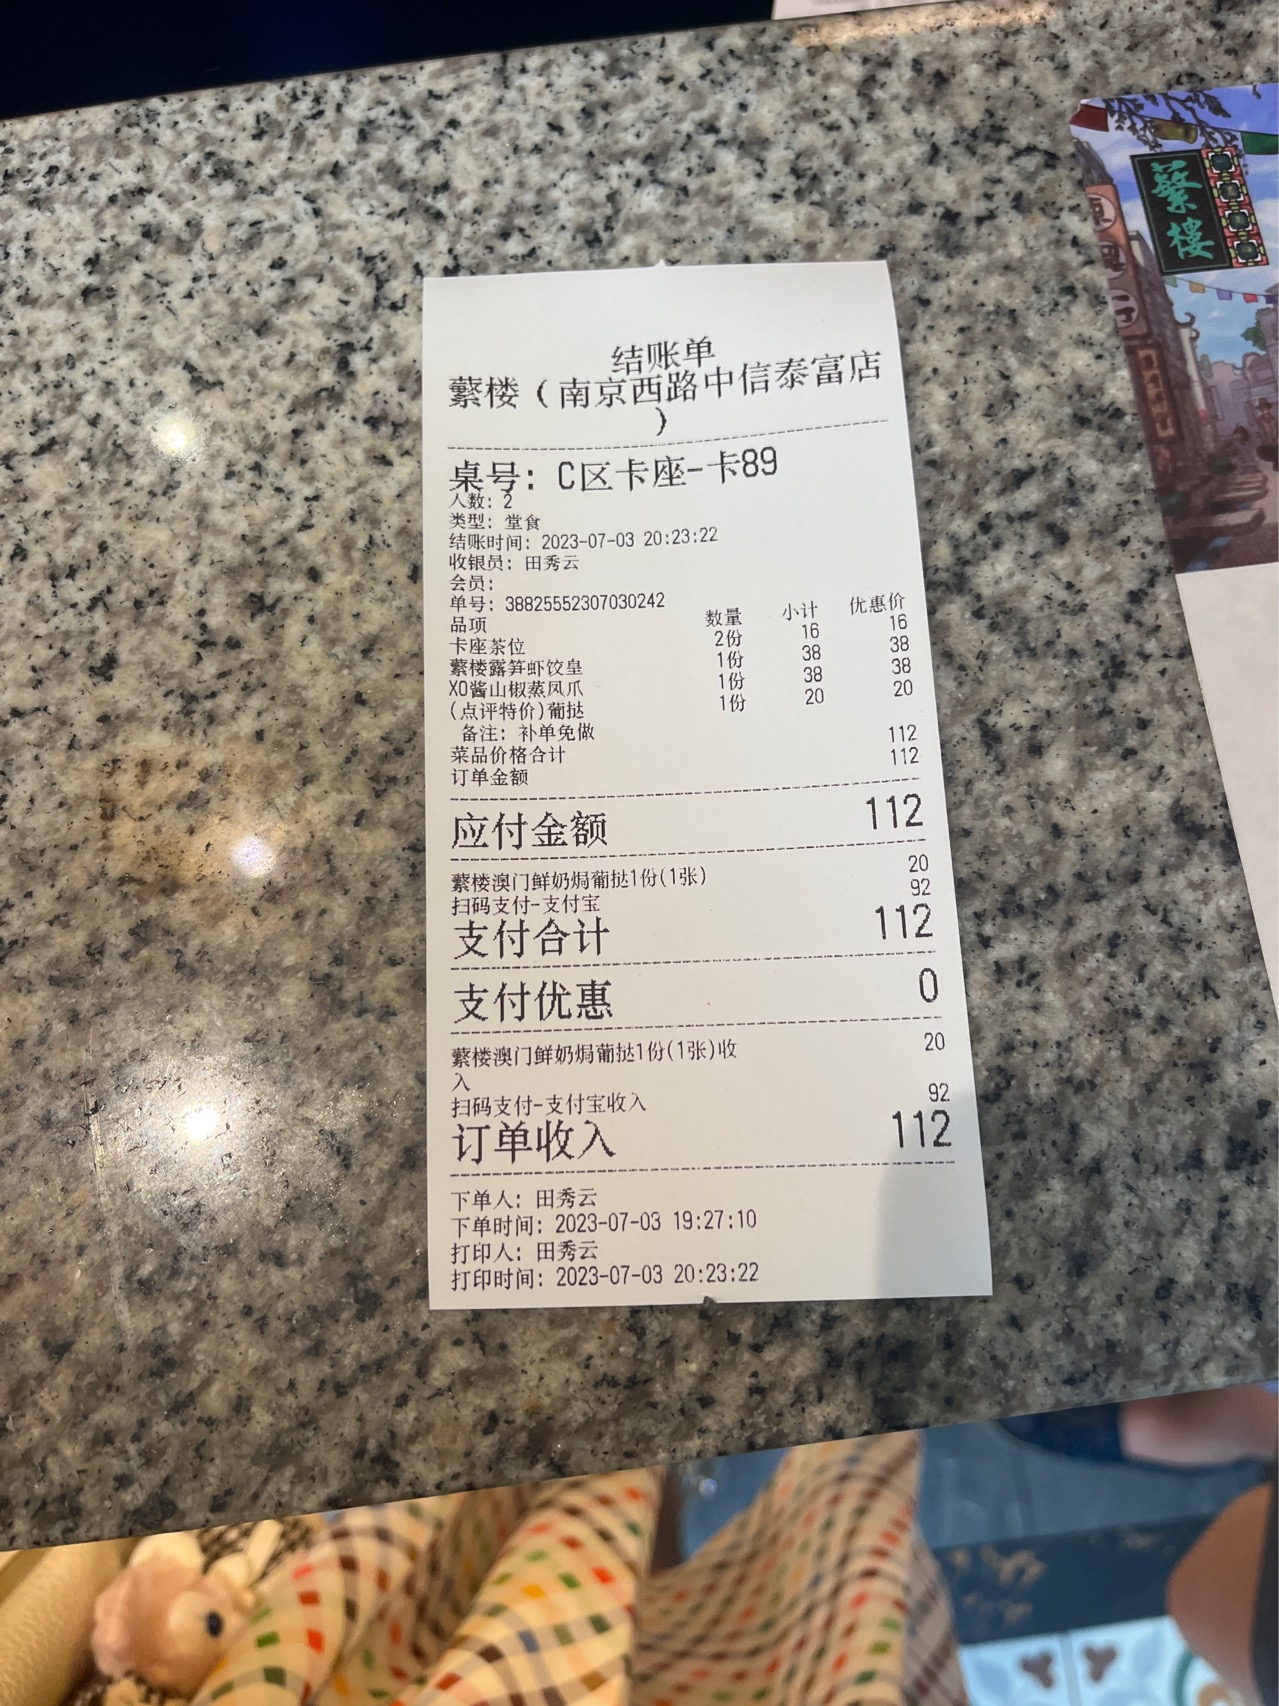 结账单
蘩楼（南京西路中信泰富店
）
桌号：C区卡座-卡89
人数：2
类型：堂食
结账时间：2023-07-03 20:23:22
收银员：田秀云
会员：
单号：38825552307030242
品项 数量 小计 优惠价
卡座茶位 2份 16 16
蘩楼露笋虾饺皇 1份 38 38
XO酱山椒蒸凤爪 1份 38 38
(点评特价)葡挞 1份 20 20
备注：补单免做
菜品价格合计 112
订单金额 112
应付金额 112
蘩楼澳门鲜奶焗葡挞1份(1张) 20
扫码支付-支付宝 92
支付合计 112
支付优惠 0
蘩楼澳门鲜奶焗葡挞1份(1张)收 20
入
扫码支付-支付宝收入 92
订单收入 112
下单人：田秀云
下单时间：2023-07-03 19:27:10
打印人：田秀云
打印时间：2023-07-03 20:23:22
蘩樓